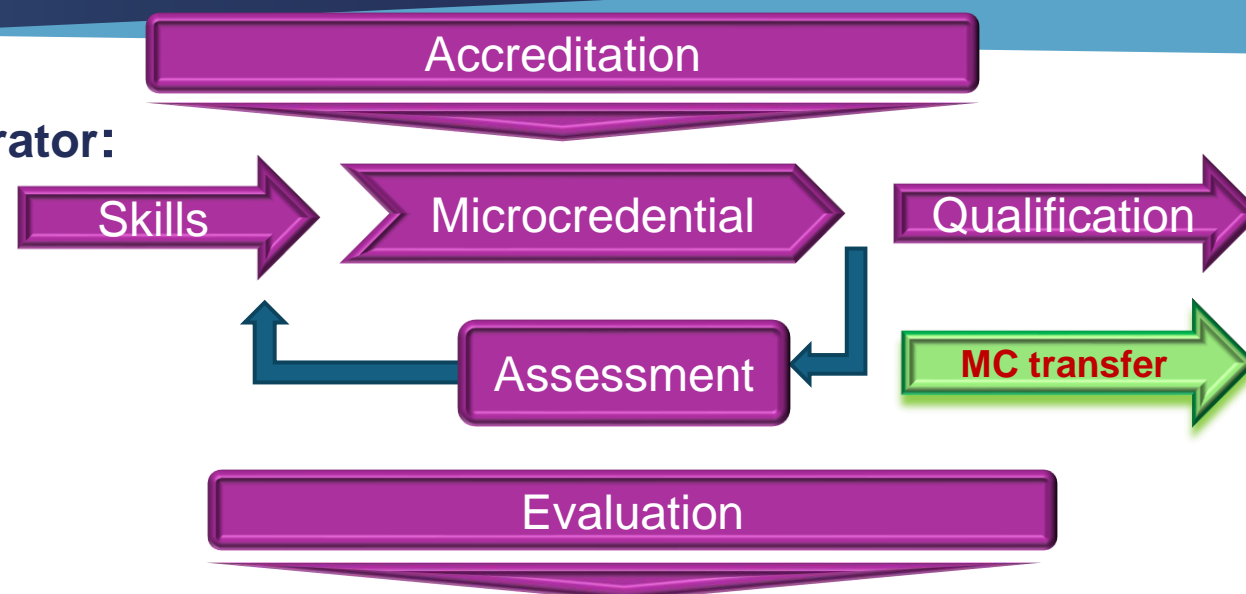 Accreditation
rator:
Skills
Microcredential
Qualification
Assessment
MC transfer
Evaluation